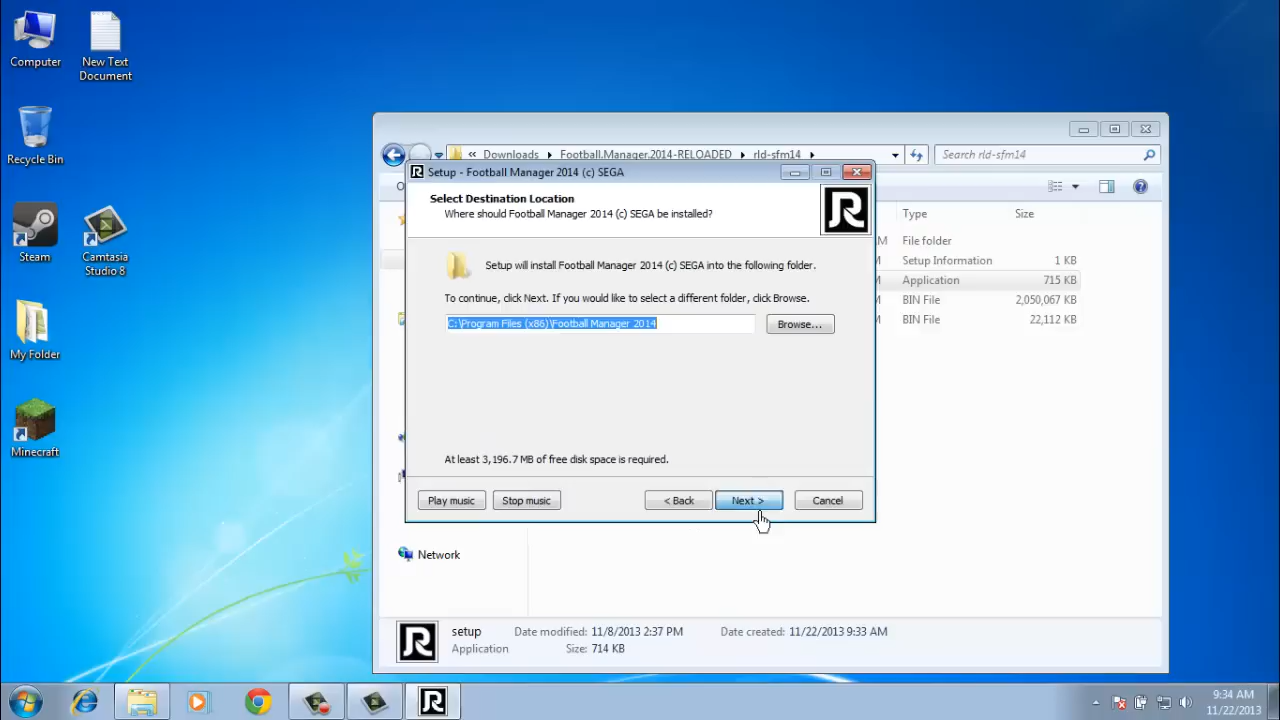 Computer
New Text
Document
Recycle Bin
Steam
Camtasia
Studio 8
My Folder
Minecraft
« Downloads Football.Manager.2014-RELOADED rld-sfm14
Search rld-sfm14
Setup - Football Manager 2014 (c) SEGA
Select Destination Location
Where should Football Manager 2014 (c) SEGA be installed?
R
Setup will install Football Manager 2014 (c) SEGA into the following folder.
To continue, click Next. If you would like to select a different folder, click Browse.
C:\Program Files (x86)\Football Manager 2014
Browse...
At least 3,196.7 MB of free disk space is required.
Play music Stop music < Back Next > Cancel
Type Size
M File folder
M Setup Information 1 KB
M Application 715 KB
M BIN File 2,050,067 KB
M BIN File 22,112 KB
Network
setup Date modified: 11/8/2013 2:37 PM Date created: 11/22/2013 9:33 AM
Application Size: 714 KB
9:34 AM
11/22/2013